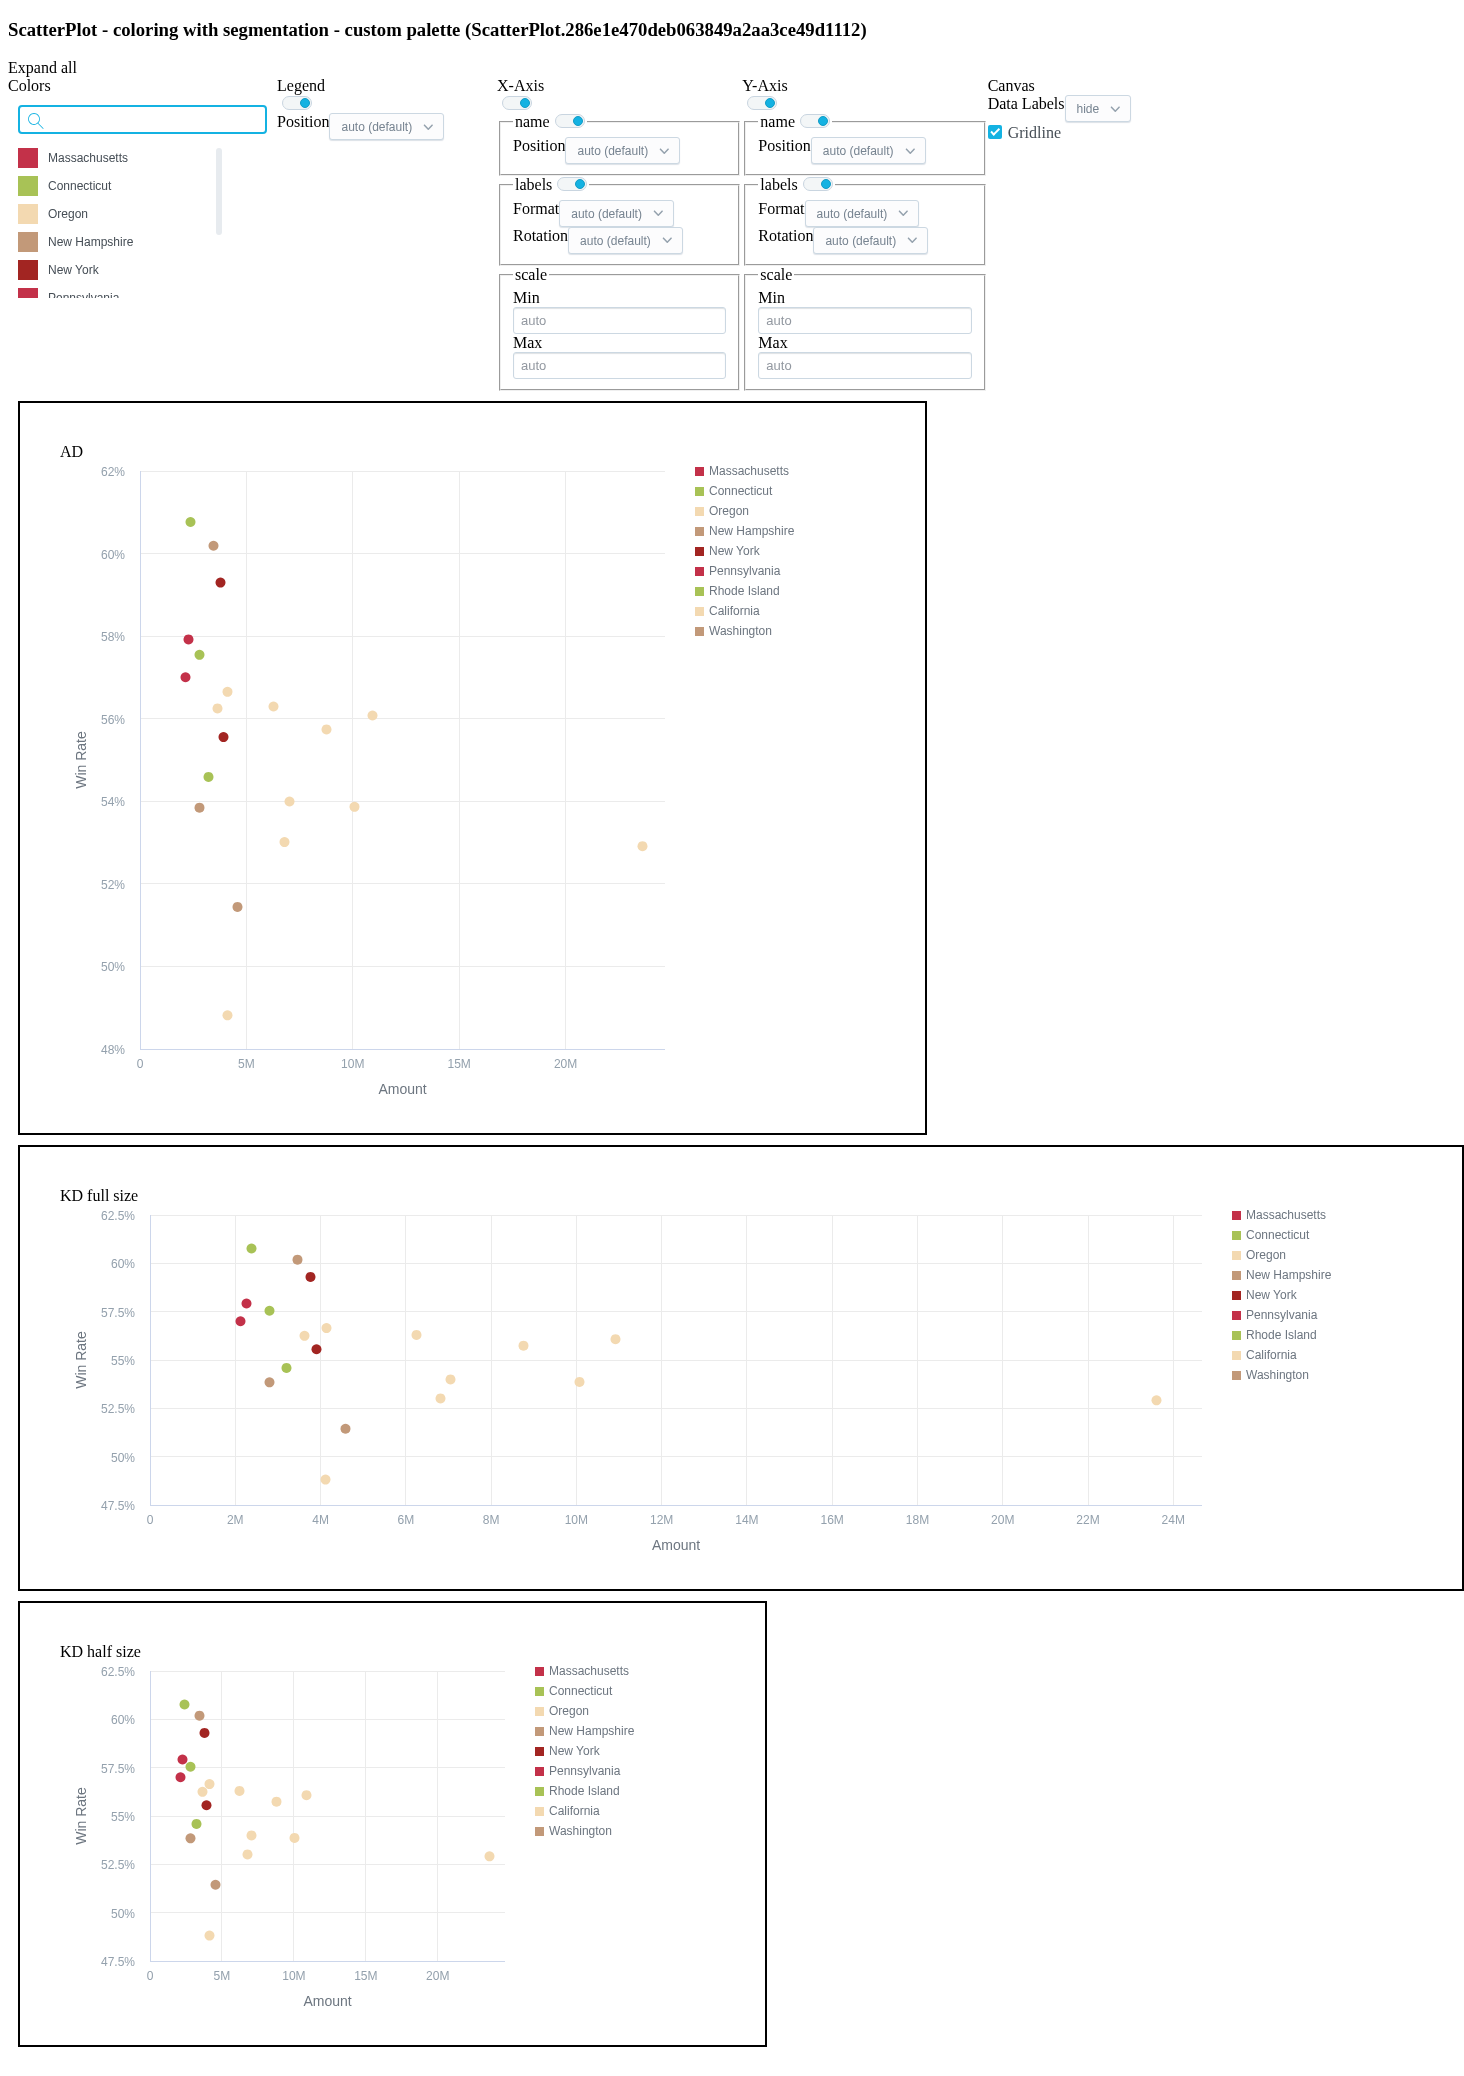 ScatterPlot - coloring with segmentation - custom palette (ScatterPlot.286e1e470deb063849a2aa3ce49d1112)
Expand all
Colors
Massachusetts
Connecticut
Oregon
New Hampshire
New York
Pennsylvania
Legend
Position auto (default)
X-Axis
name
Position auto (default)
labels
Format auto (default)
Rotation auto (default)
scale
Min
auto
Max
auto
Y-Axis
name
Position auto (default)
labels
Format auto (default)
Rotation auto (default)
scale
Min
auto
Max
auto
Canvas
Data Labels hide
Gridline
AD
62%
60%
58%
56%
54%
52%
50%
48%
Win Rate
0 5M 10M 15M 20M
Amount
Massachusetts
Connecticut
Oregon
New Hampshire
New York
Pennsylvania
Rhode Island
California
Washington
KD full size
62.5%
60%
57.5%
55%
52.5%
50%
47.5%
Win Rate
0 2M 4M 6M 8M 10M 12M 14M 16M 18M 20M 22M 24M
Amount
Massachusetts
Connecticut
Oregon
New Hampshire
New York
Pennsylvania
Rhode Island
California
Washington
KD half size
62.5%
60%
57.5%
55%
52.5%
50%
47.5%
Win Rate
0 5M 10M 15M 20M
Amount
Massachusetts
Connecticut
Oregon
New Hampshire
New York
Pennsylvania
Rhode Island
California
Washington